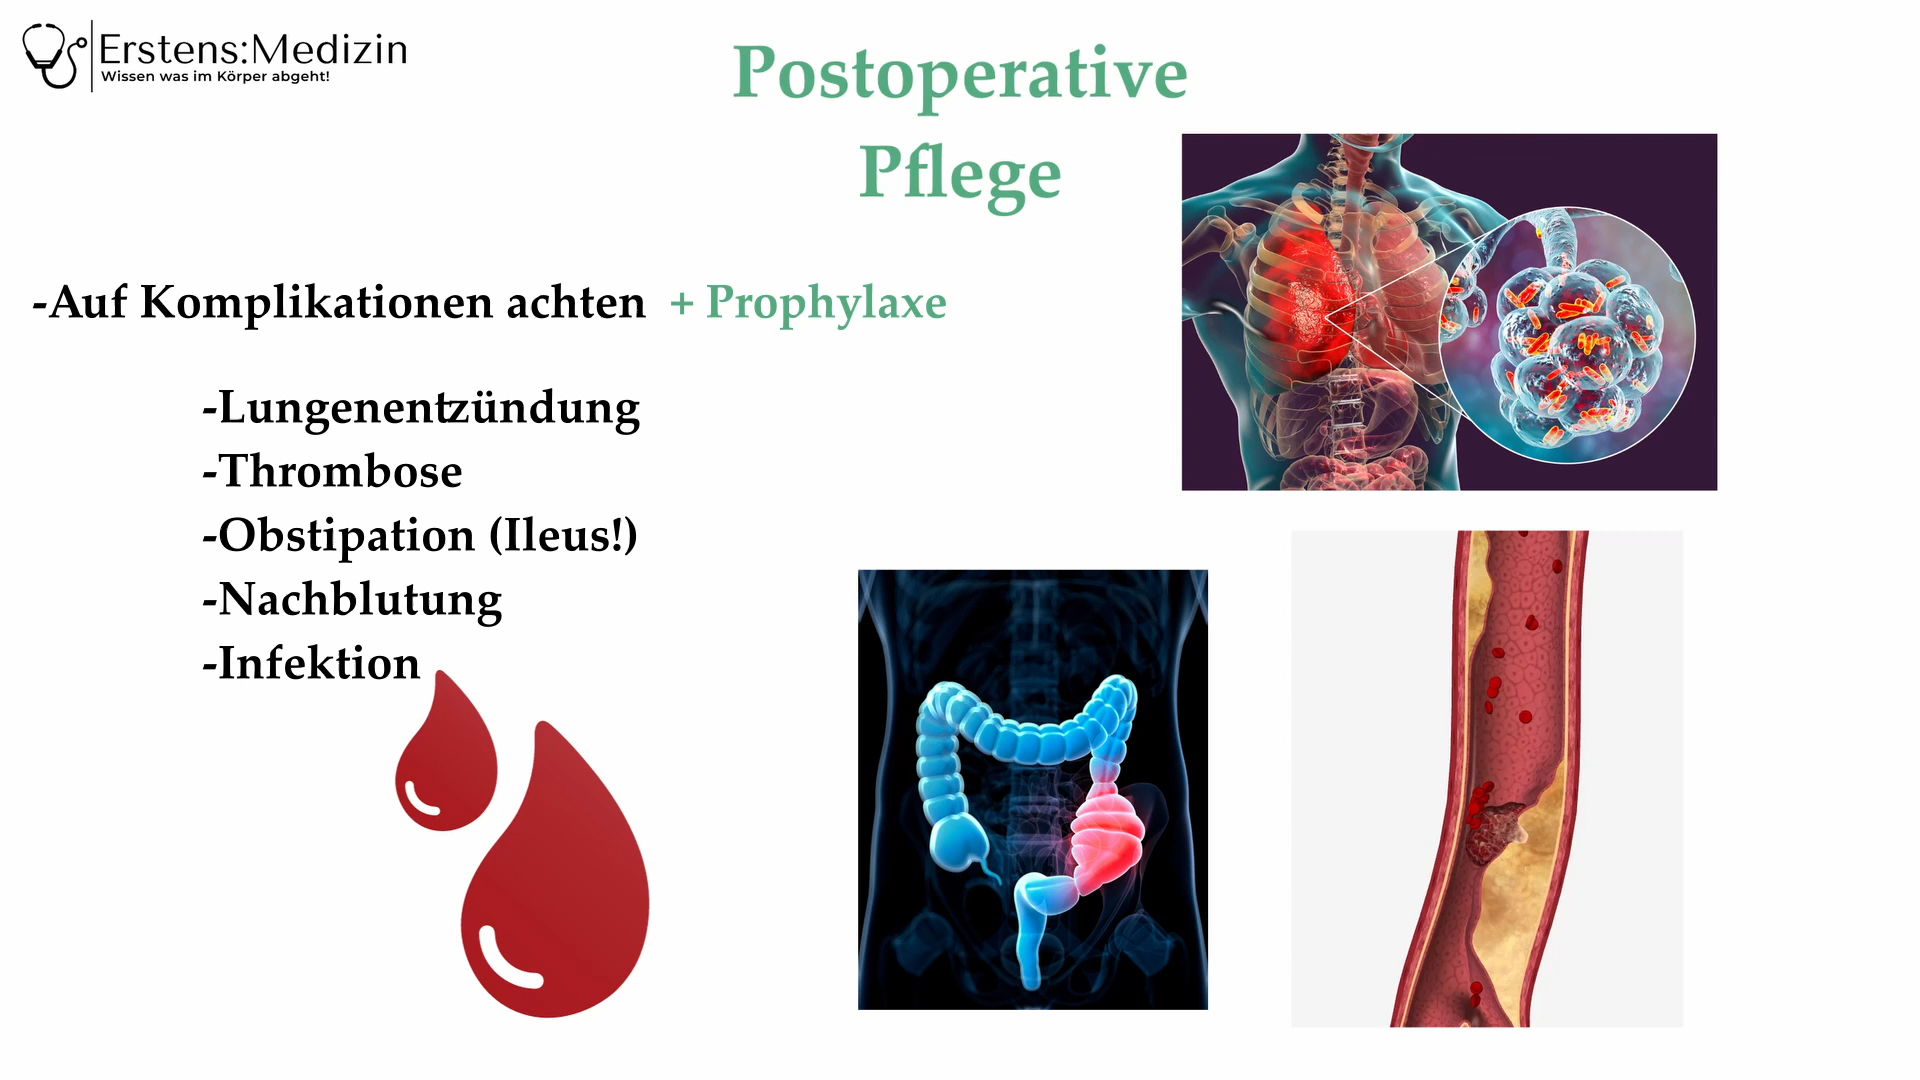 Erstens:Medizin
Wissen was im Körper abgeht!
Postoperative
Pflege
-Auf Komplikationen achten + Prophylaxe
-Lungenentzündung
-Thrombose
-Obstipation (Ileus!)
-Nachblutung
-Infektion